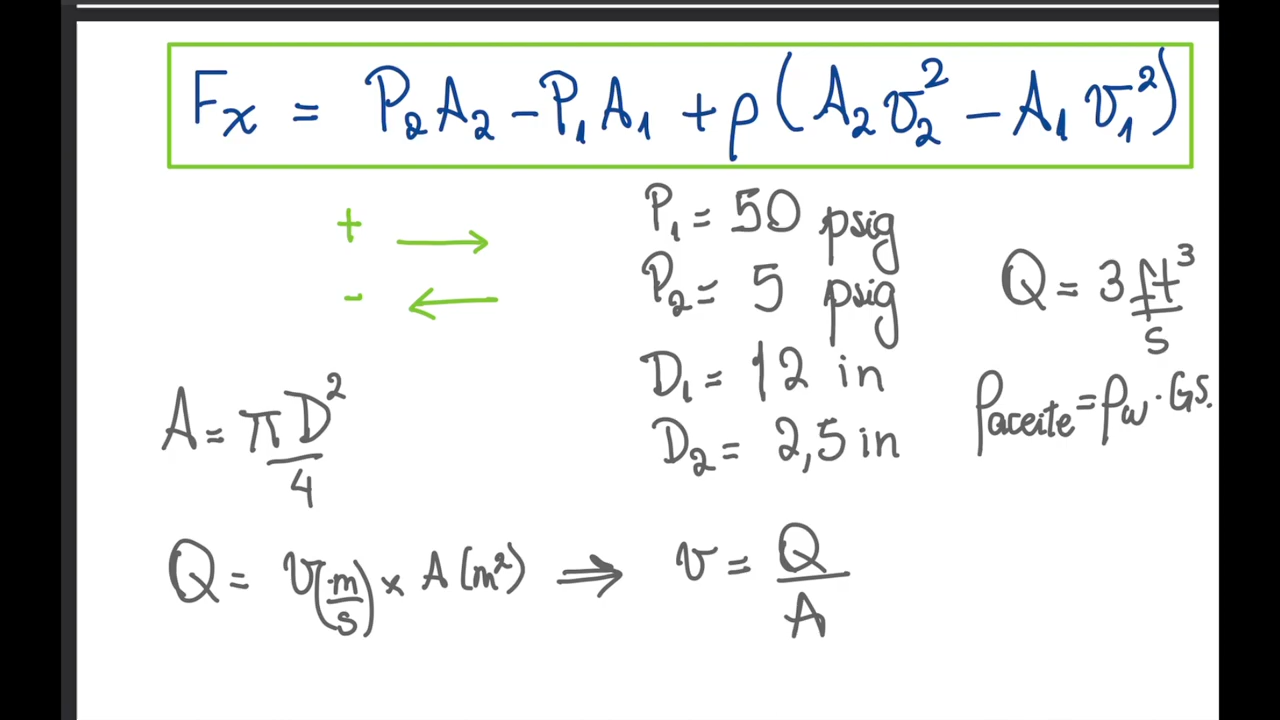 Fx = P₂A₂ - P₁A₁ + ρ(A₂v₂² - A₁v₁²)
+ →
- ←
P₁ = 50 psig
P₂ = 5 psig
D₁ = 12 in
D₂ = 2,5 in
Q = 3 ft³/s
ρaceite = ρw · GS.
A = πD²/4
Q = v(m/s) × A(m²) ⇒ v = Q/A